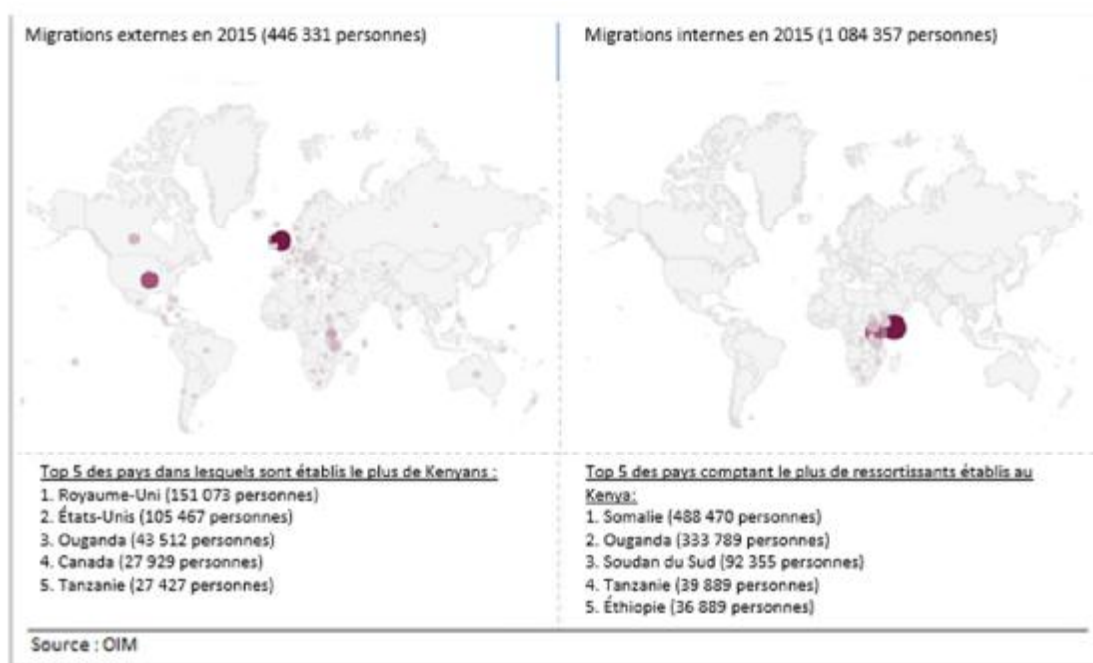 Migrations externes en 2015 (446 331 personnes)
Migrations internes en 2015 (1 084 357 personnes)
Top 5 des pays dans lesquels sont établis le plus de Kenyans :
1. Royaume-Uni (151 073 personnes)
2. États-Unis (105 467 personnes)
3. Ouganda (43 512 personnes)
4. Canada (27 929 personnes)
5. Tanzanie (27 427 personnes)
Top 5 des pays comptant le plus de ressortissants établis au
Kenya:
1. Somalie (488 470 personnes)
2. Ouganda (333 789 personnes)
3. Soudan du Sud (92 355 personnes)
4. Tanzanie (39 889 personnes)
5. Éthiopie (36 889 personnes)
Source : OIM